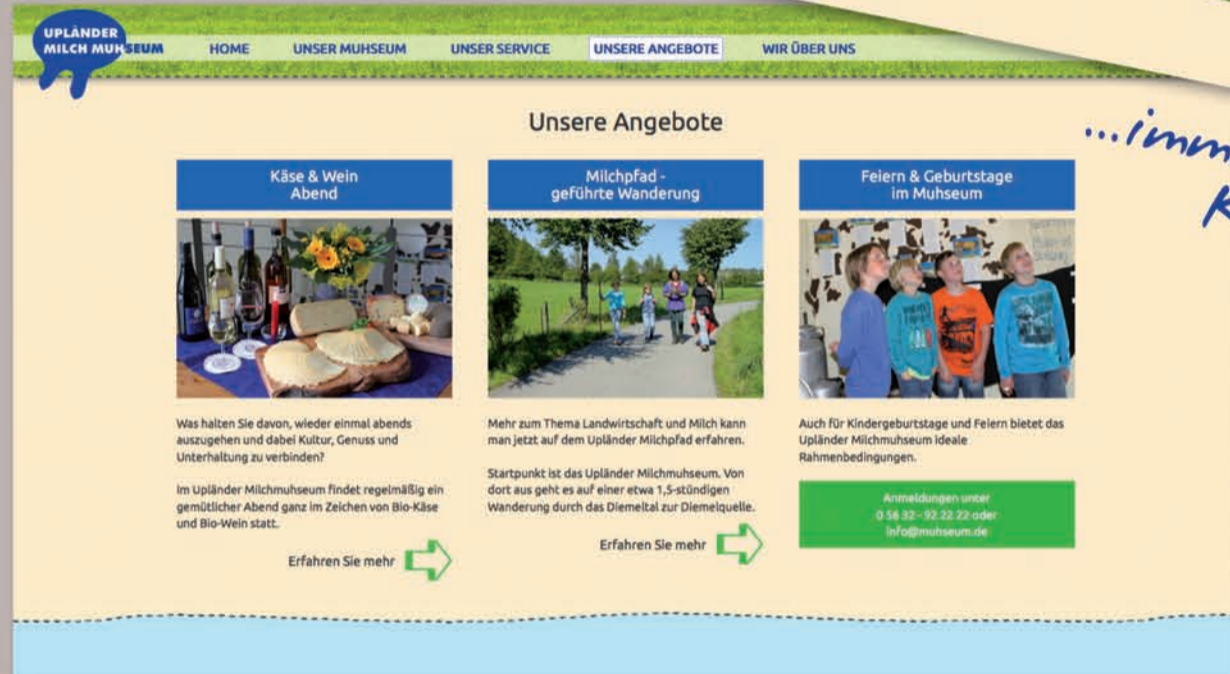 UPLÄNDER
MILCH MUHSEUM
HOME UNSER MUHSEUM UNSER SERVICE UNSERE ANGEBOTE WIR ÜBER UNS
Unsere Angebote
Käse & Wein
Abend
Was halten Sie davon, wieder einmal abends
auszugehen und dabei Kultur, Genuss und
Unterhaltung zu verbinden?
Im Upländer Milchmuhseum findet regelmäßig ein
gemütlicher Abend ganz im Zeichen von Bio-Käse
und Bio-Wein statt.
Erfahren Sie mehr
Milchpfad -
geführte Wanderung
Mehr zum Thema Landwirtschaft und Milch kann
man jetzt auf dem Upländer Milchpfad erfahren.
Startpunkt ist das Upländer Milchmuhseum. Von
dort aus geht es auf einer etwa 1,5-stündigen
Wanderung durch das Diemeltal zur Diemelquelle.
Erfahren Sie mehr
Feiern & Geburtstage
im Muhseum
Auch für Kindergeburtstage und Feiern bietet das
Upländer Milchmuhseum ideale
Rahmenbedingungen.
Anmeldungen unter
0 56 32 - 92 22 22 oder
info@muhseum.de
...imm